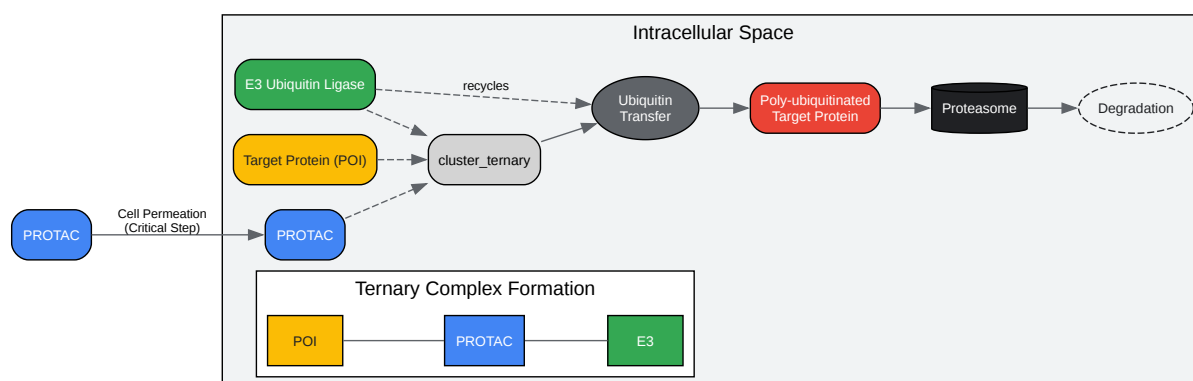 Intracellular Space
E3 Ubiquitin Ligase
recycles
Ubiquitin
Transfer
Poly-ubiquitinated
Target Protein
Proteasome
Degradation
Target Protein (POI)
cluster_ternary
PROTAC
Cell Permeation
(Critical Step)
PROTAC
Ternary Complex Formation
POI
PROTAC
E3